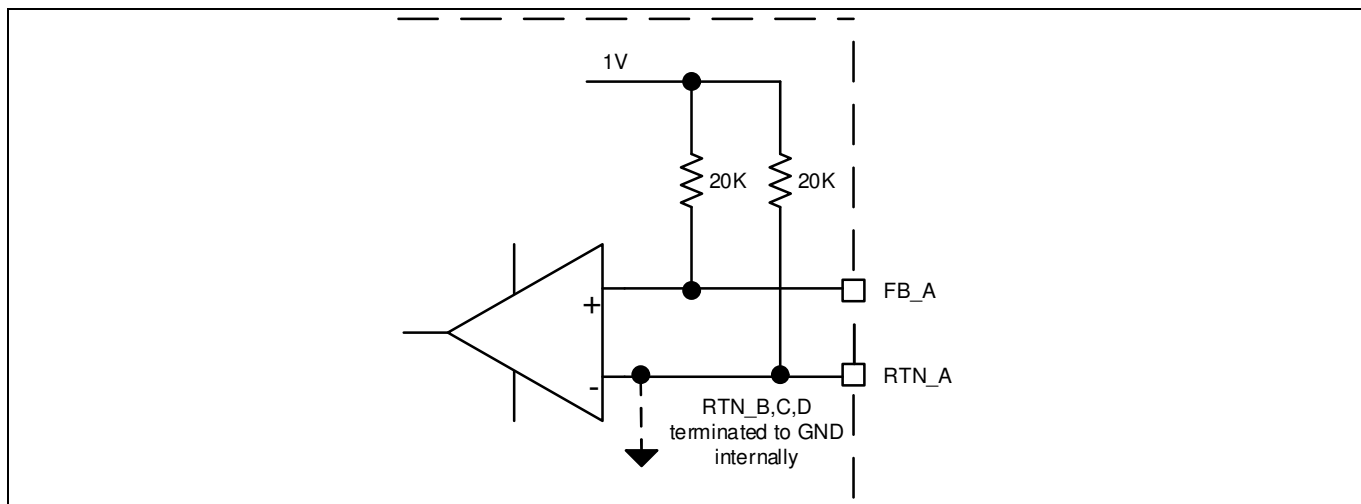 1V
20K
20K
+
FB_A
-
RTN_A
RTN_B,C,D
terminated to GND
internally